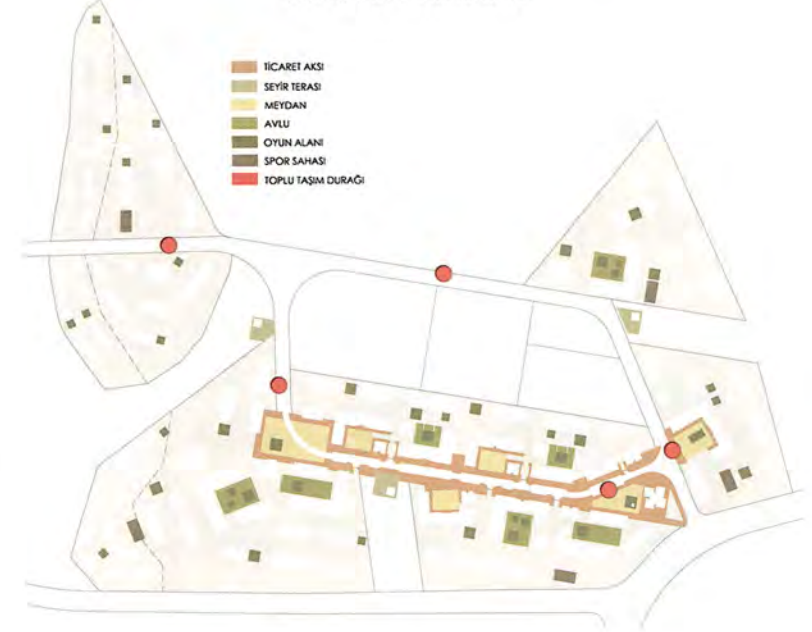 TİCARET AKSI
SEYİR TERASI
MEYDAN
AVLU
OYUN ALANI
SPOR SAHASI
TOPLU TAŞIM DURAĞI